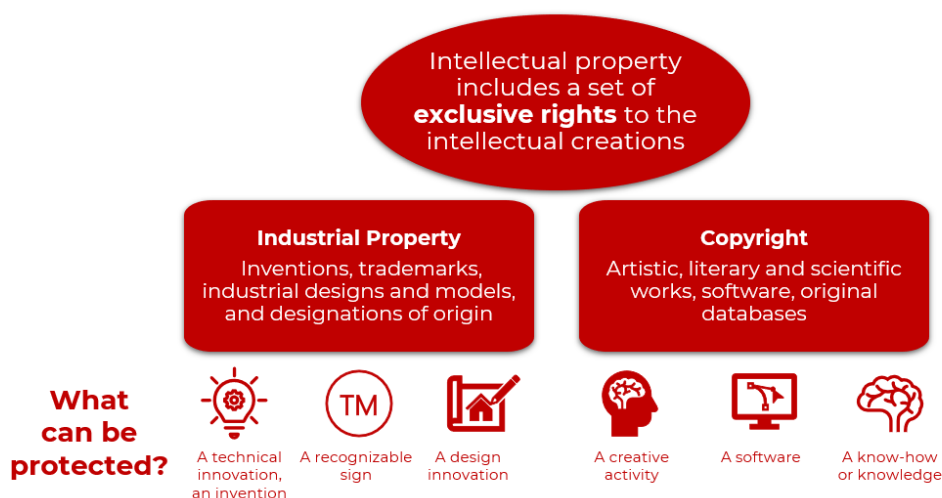 Intellectual property
includes a set of
exclusive rights to the
intellectual creations
Industrial Property
Inventions, trademarks,
industrial designs and models,
and designations of origin
Copyright
Artistic, literary and scientific
works, software, original
databases
What
can be
protected?
TM
A technical
innovation,
an invention
A recognizable
sign
A design
innovation
A creative
activity
A software
A know-how
or knowledge